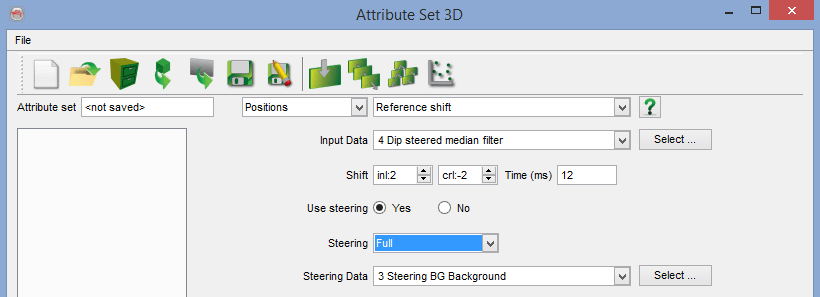 Attribute Set 3D
File
Attribute set <not saved> Positions Reference shift ?
Input Data 4 Dip steered median filter Select ...
Shift inl:2 crl:-2 Time (ms) 12
Use steering Yes No
Steering Full
Steering Data 3 Steering BG Background Select ...